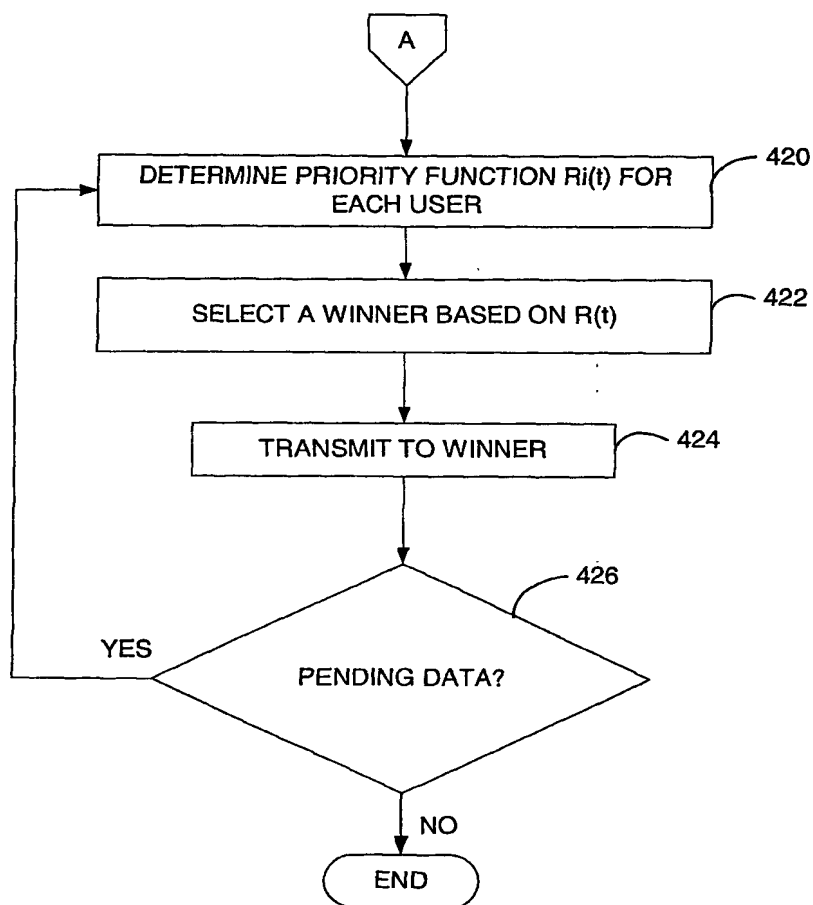 A
DETERMINE PRIORITY FUNCTION Ri(t) FOR
EACH USER
420
SELECT A WINNER BASED ON R(t)
422
TRANSMIT TO WINNER
424
426
YES
PENDING DATA?
NO
END